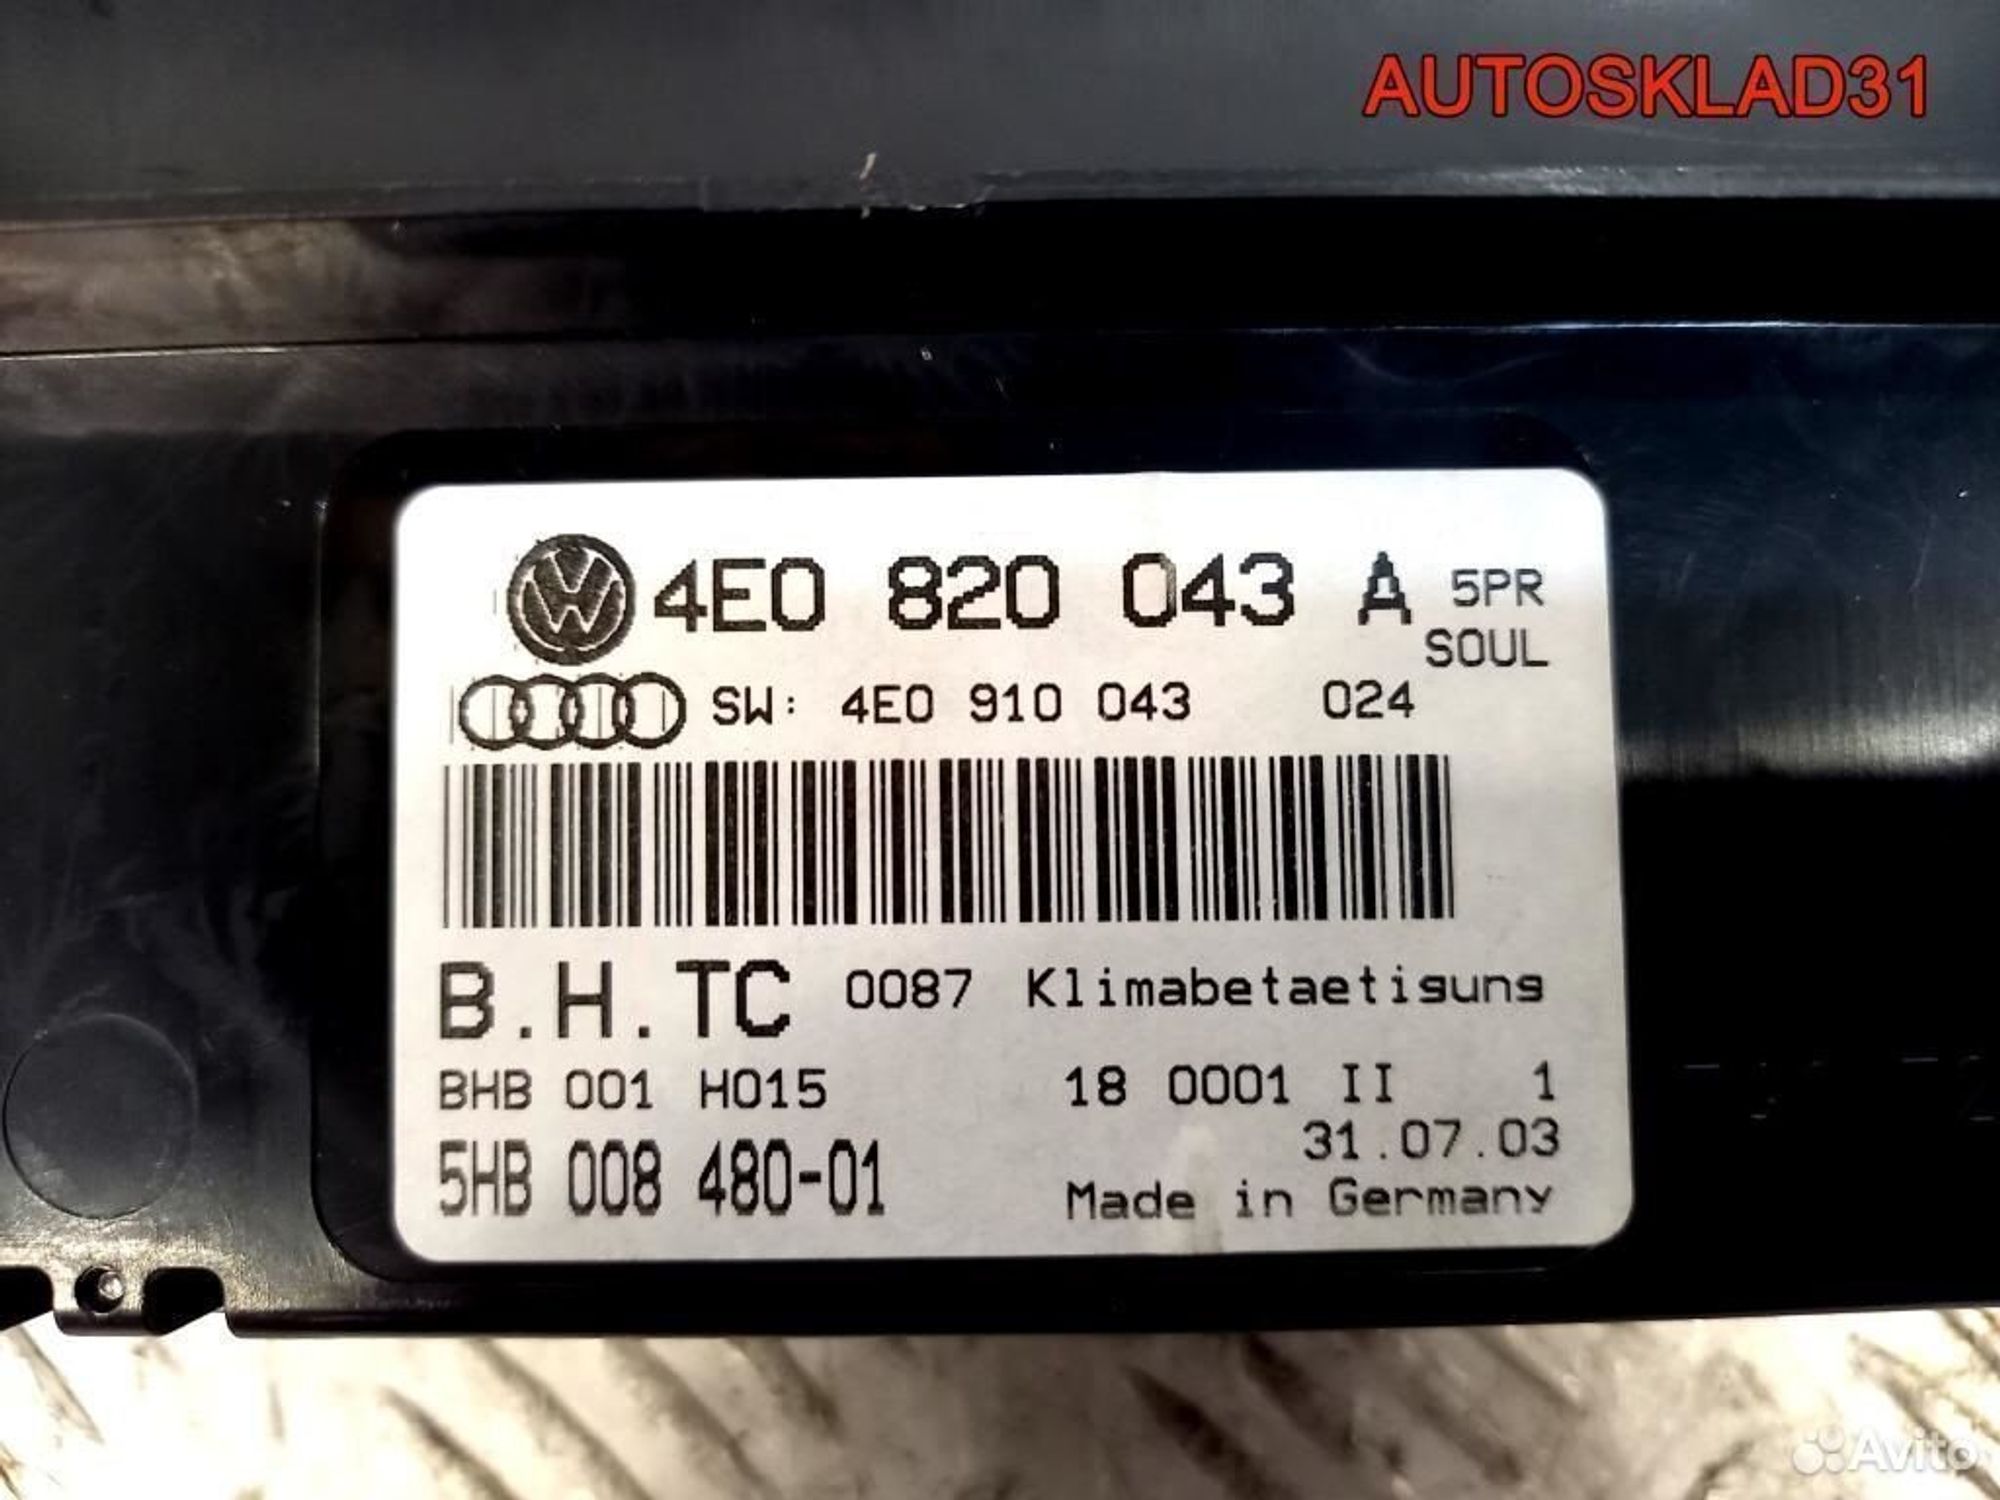 AUTOSKLAD31
4E0 820 043 A 5PR
SOUL
SW: 4E0 910 043 024
B.H.TC 0087 Klimabetaetigung
BHB 001 H015 18 0001 II 1
31.07.03
5HB 008 480-01 Made in Germany
Avito